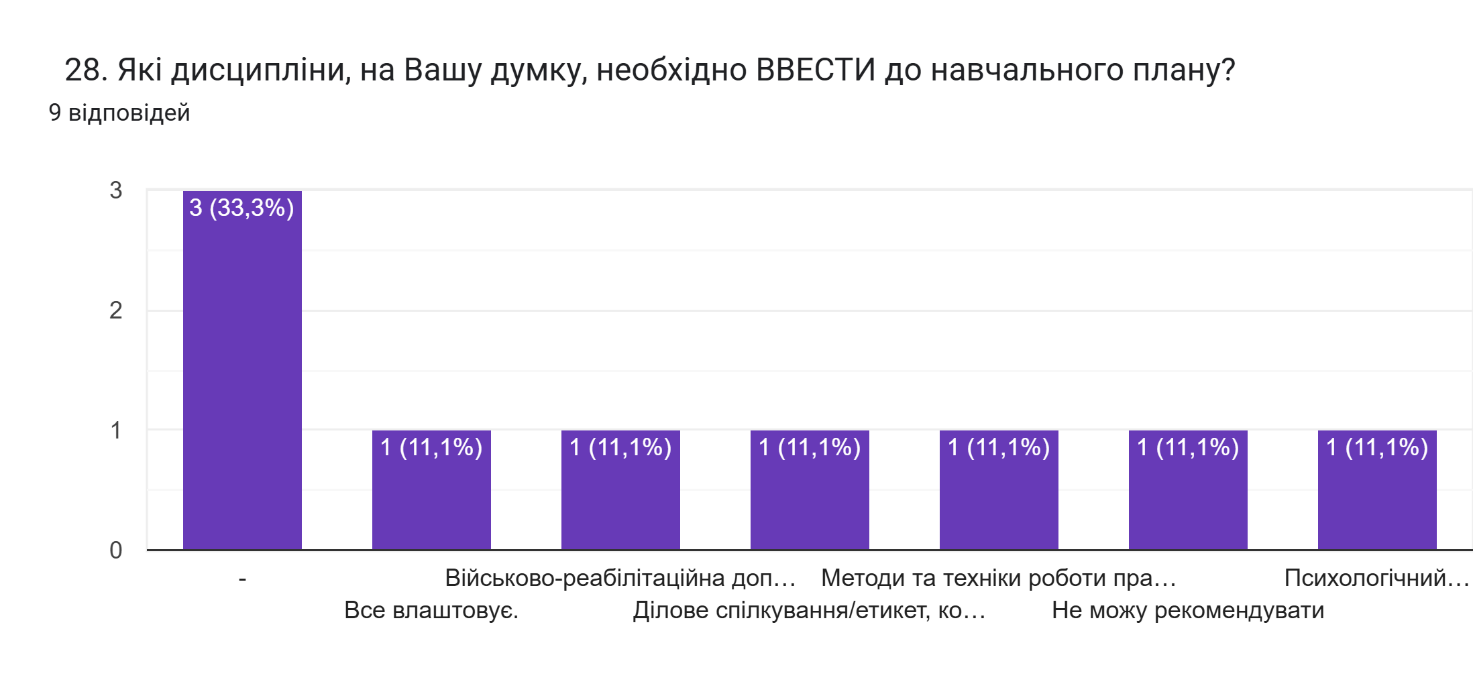 28. Які дисципліни, на Вашу думку, необхідно ВВЕСТИ до навчального плану?
9 відповідей
3
2
1
0
3 (33,3%)
1 (11,1%)
1 (11,1%)
1 (11,1%)
1 (11,1%)
1 (11,1%)
1 (11,1%)
-
Військово-реабілітаційна доп…
Методи та техніки роботи пра…
Психологічний…
Все влаштовує.
Ділове спілкування/етикет, ко…
Не можу рекомендувати